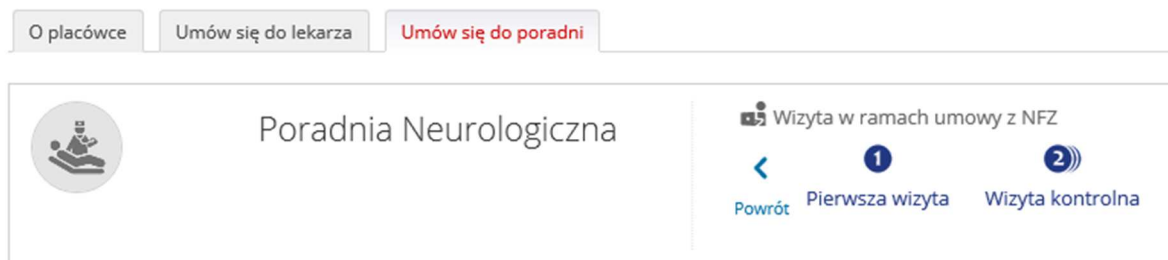 O placówce
Umów się do lekarza
Umów się do poradni
Poradnia Neurologiczna
Wizyta w ramach umowy z NFZ
Powrót
1
Pierwsza wizyta
2
Wizyta kontrolna